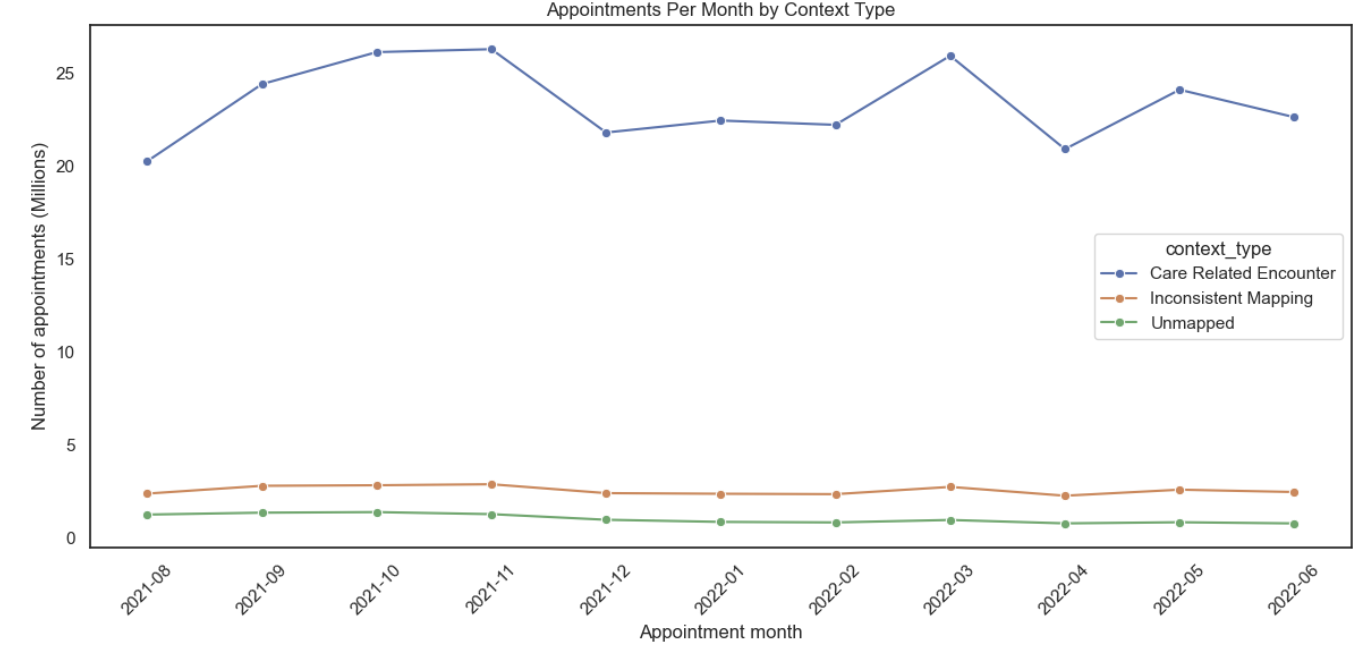 Appointments Per Month by Context Type
Number of appointments (Millions)
25
20
15
10
5
0
context_type
Care Related Encounter
Inconsistent Mapping
Unmapped
2021-08
2021-09
2021-10
2021-11
2021-12
2022-01
2022-02
2022-03
2022-04
2022-05
2022-06
Appointment month